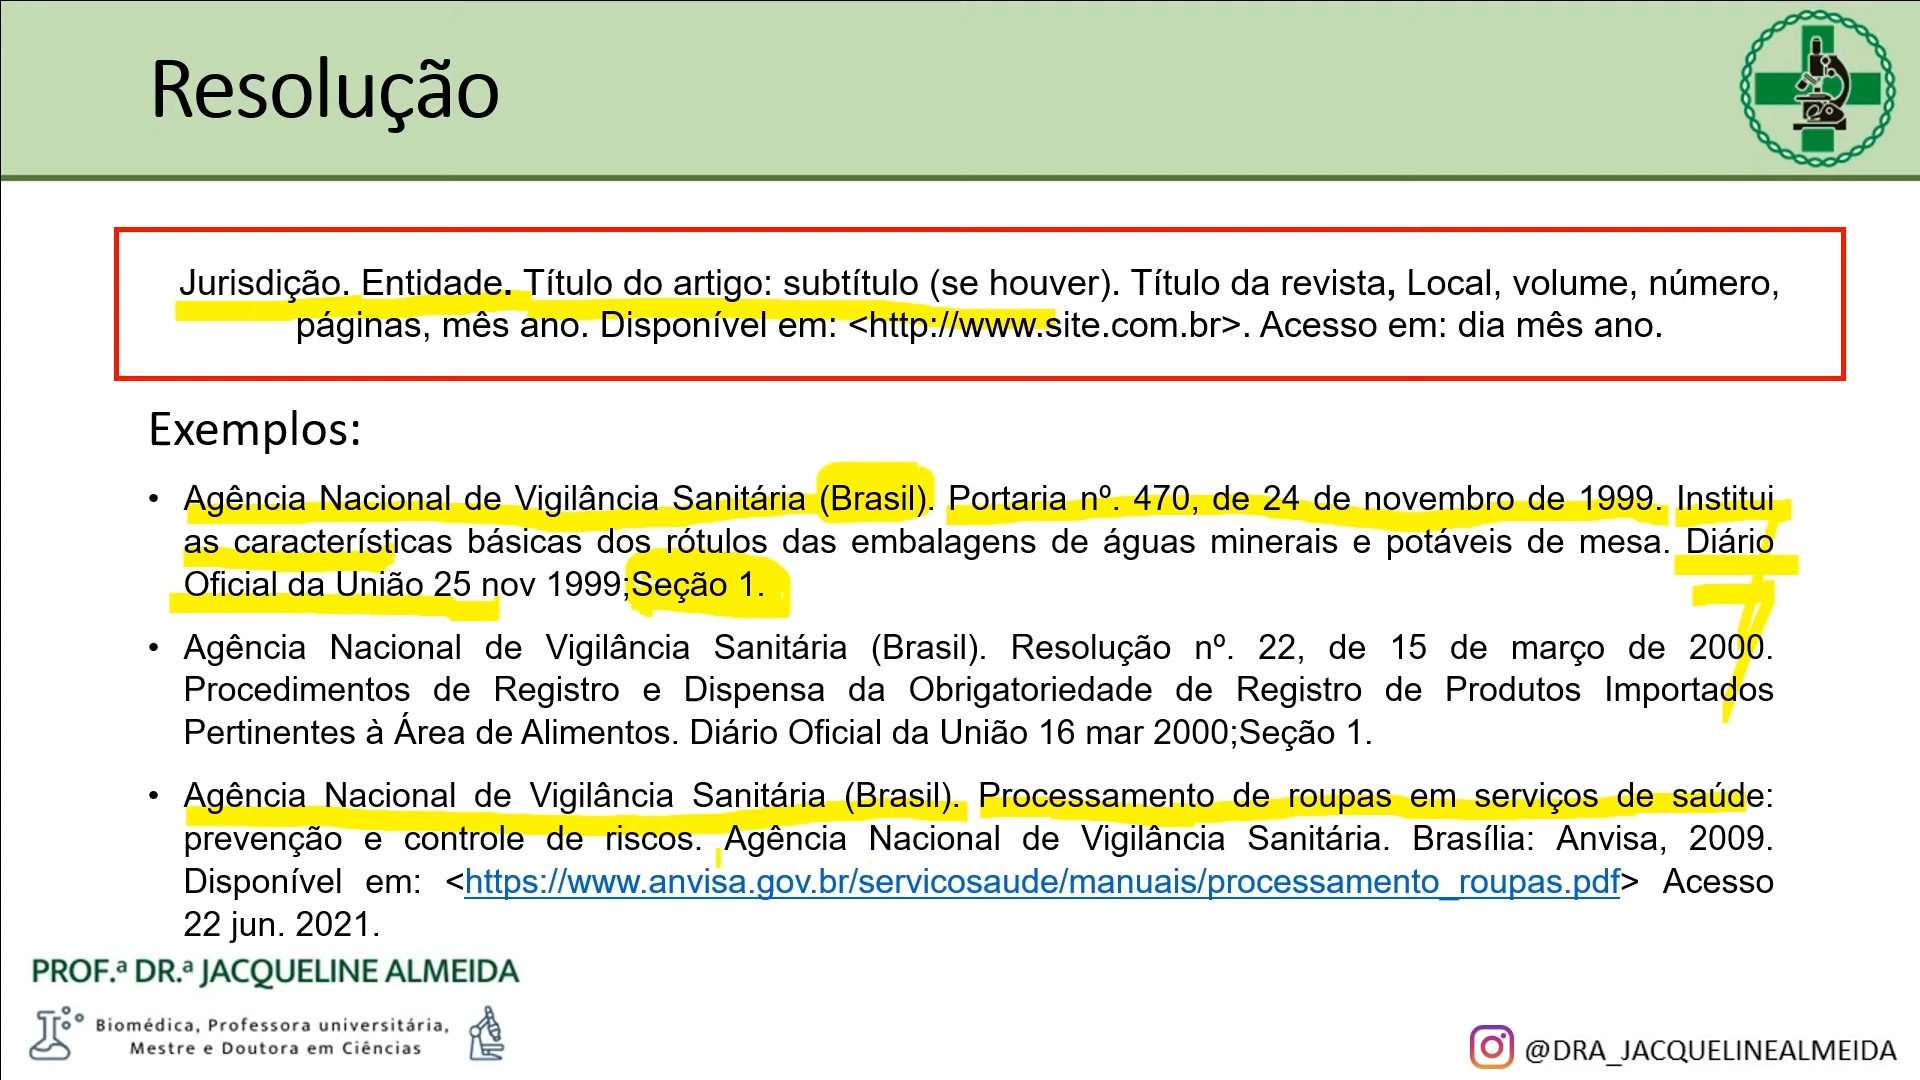 Resolução
Jurisdição. Entidade. Título do artigo: subtítulo (se houver). Título da revista, Local, volume, número,
páginas, mês ano. Disponível em: <http://www.site.com.br>. Acesso em: dia mês ano.
Exemplos:
• Agência Nacional de Vigilância Sanitária (Brasil). Portaria nº. 470, de 24 de novembro de 1999. Institui
as características básicas dos rótulos das embalagens de águas minerais e potáveis de mesa. Diário
Oficial da União 25 nov 1999;Seção 1.
• Agência Nacional de Vigilância Sanitária (Brasil). Resolução nº. 22, de 15 de março de 2000.
Procedimentos de Registro e Dispensa da Obrigatoriedade de Registro de Produtos Importados
Pertinentes à Área de Alimentos. Diário Oficial da União 16 mar 2000;Seção 1.
• Agência Nacional de Vigilância Sanitária (Brasil). Processamento de roupas em serviços de saúde:
prevenção e controle de riscos. Agência Nacional de Vigilância Sanitária. Brasília: Anvisa, 2009.
Disponível em: <https://www.anvisa.gov.br/servicosaude/manuais/processamento_roupas.pdf> Acesso
22 jun. 2021.
PROF.ª DR.ª JACQUELINE ALMEIDA
Biomédica, Professora universitária,
Mestre e Doutora em Ciências
@DRA_JACQUELINEALMEIDA